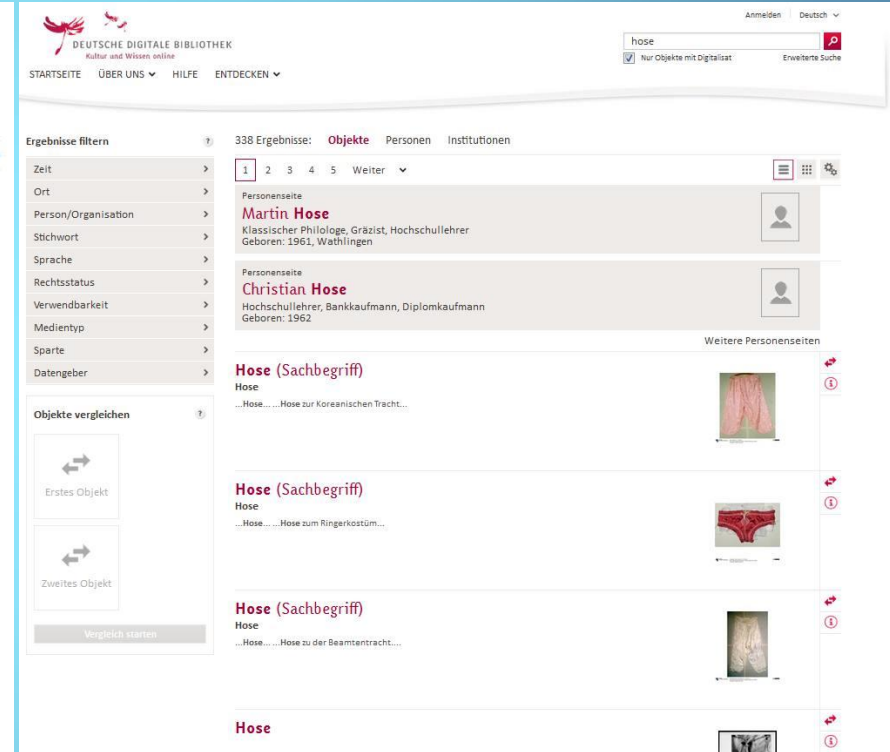 Anmelden Deutsch
DEUTSCHE DIGITALE BIBLIOTHEK
Kultur und Wissen online
hose
Nur Objekte mit Digitalisat Erweiterte Suche
STARTSEITE ÜBER UNS HILFE ENTDECKEN
Ergebnisse filtern ?
Zeit
Ort
Person/Organisation
Stichwort
Sprache
Rechtsstatus
Verwendbarkeit
Medientyp
Sparte
Datengeber
Objekte vergleichen ?
Erstes Objekt
Zweites Objekt
Vergleich starten
338 Ergebnisse: Objekte Personen Institutionen
1 2 3 4 5 Weiter
Personenseite
Martin Hose
Klassischer Philologe, Gräzist, Hochschullehrer
Geboren: 1961, Wathlingen
Personenseite
Christian Hose
Hochschullehrer, Bankkaufmann, Diplomkaufmann
Geboren: 1962
Weitere Personenseiten
Hose (Sachbegriff)
Hose
...Hose... ...Hose zur Koreanischen Tracht...
Hose (Sachbegriff)
Hose
...Hose... ...Hose zum Ringerkostüm...
Hose (Sachbegriff)
Hose
...Hose... ...Hose zu der Beamtentracht....
Hose